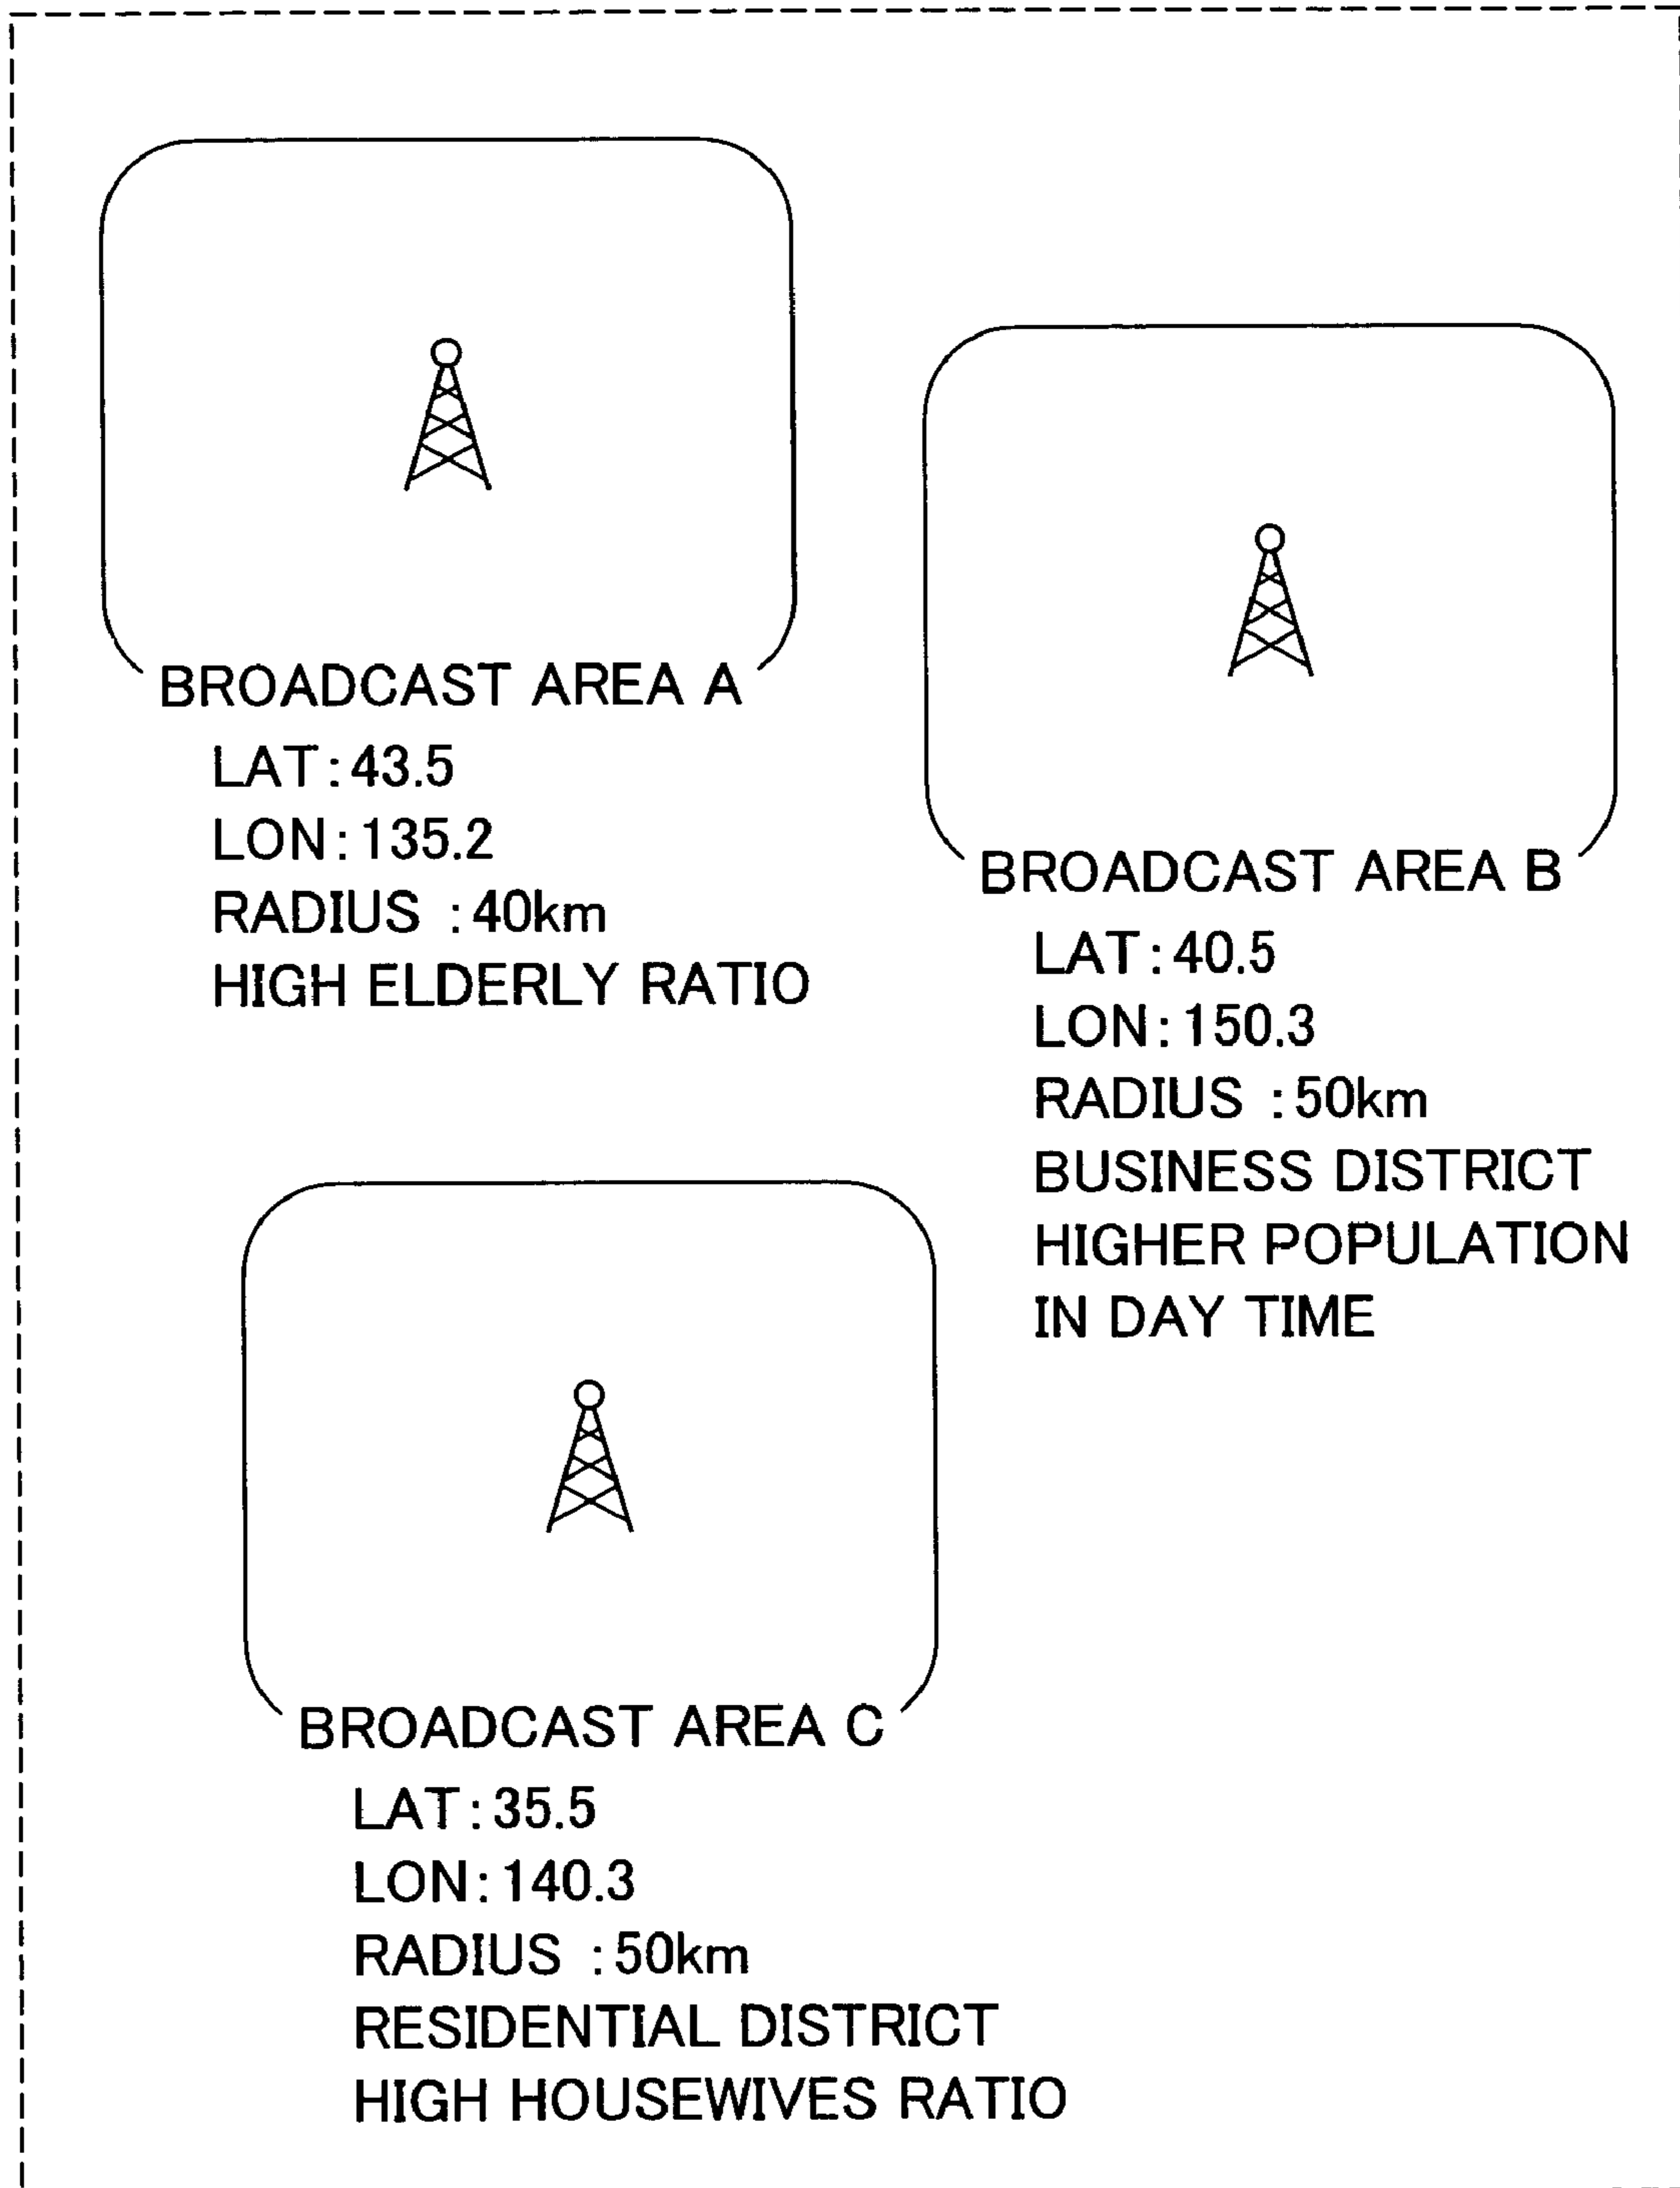 BROADCAST AREA A
LAT:43.5
LON:135.2
RADIUS :40km
HIGH ELDERLY RATIO
BROADCAST AREA B
LAT:40.5
LON:150.3
RADIUS :50km
BUSINESS DISTRICT
HIGHER POPULATION
IN DAY TIME
BROADCAST AREA C
LAT:35.5
LON:140.3
RADIUS :50km
RESIDENTIAL DISTRICT
HIGH HOUSEWIVES RATIO